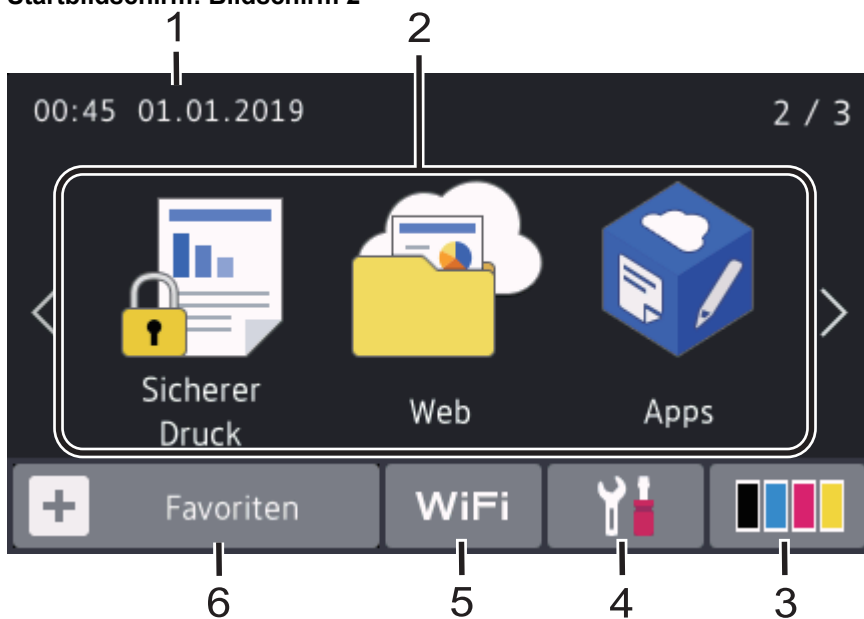 Startbildschirm: Bildschirm 2
1 2
00:45 01.01.2019 2 / 3
Sicherer
Druck
Web
Apps
+ Favoriten WiFi
6 5 4 3